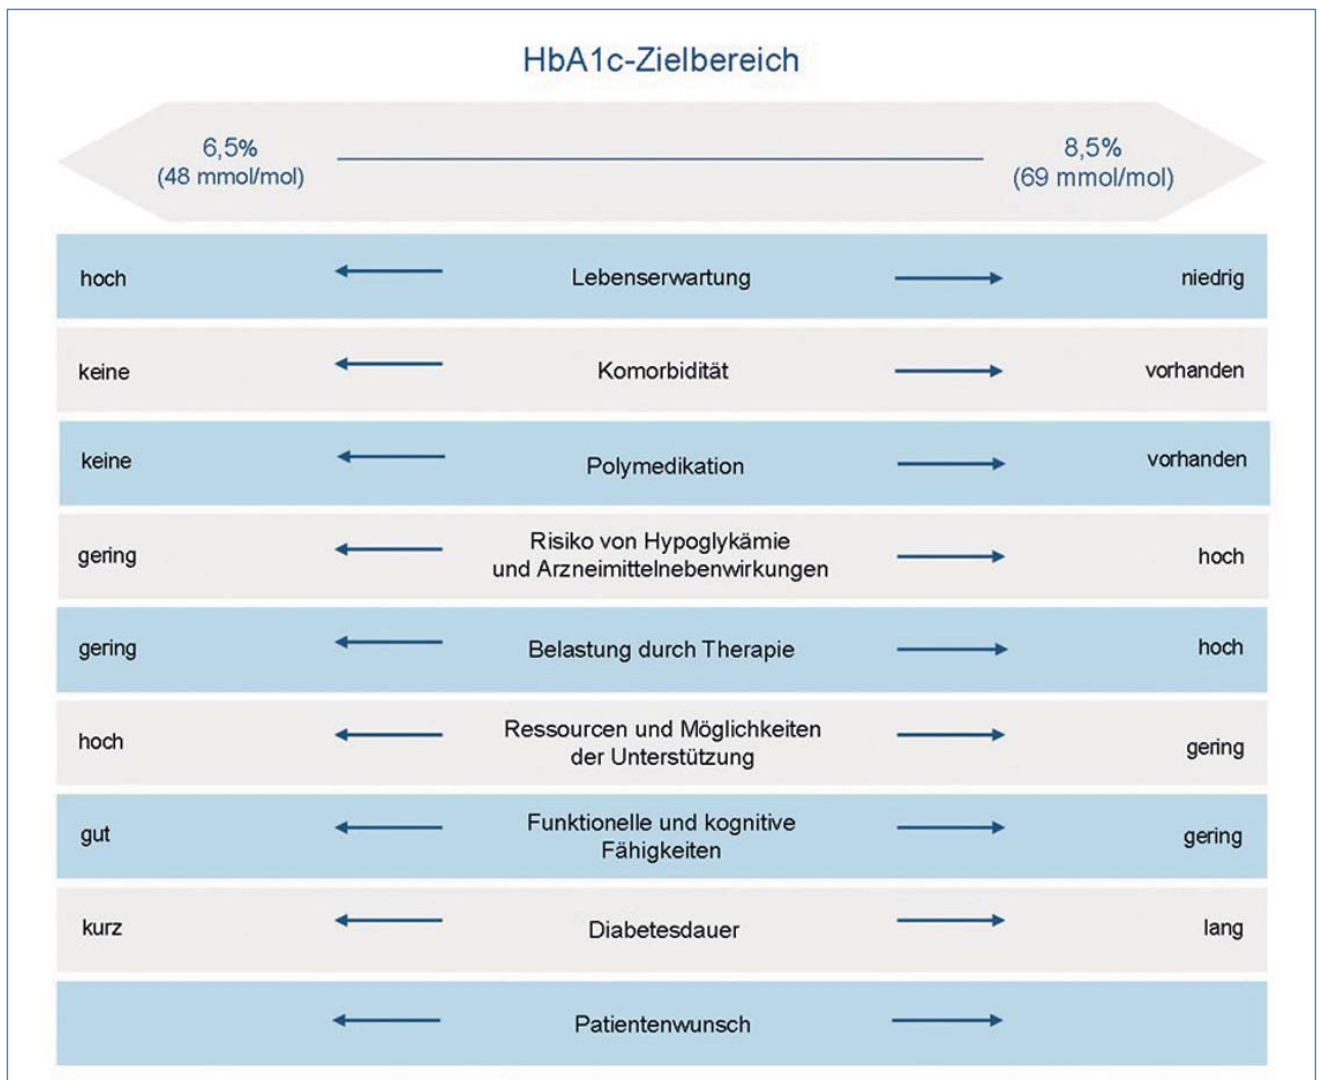 HbA1c-Zielbereich
6,5%
(48 mmol/mol)
8,5%
(69 mmol/mol)
hoch Lebenserwartung niedrig
keine Komorbidität vorhanden
keine Polymedikation vorhanden
gering Risiko von Hypoglykämie
und Arzneimittelnebenwirkungen hoch
gering Belastung durch Therapie hoch
hoch Ressourcen und Möglichkeiten
der Unterstützung gering
gut Funktionelle und kognitive
Fähigkeiten gering
kurz Diabetesdauer lang
Patientenwunsch